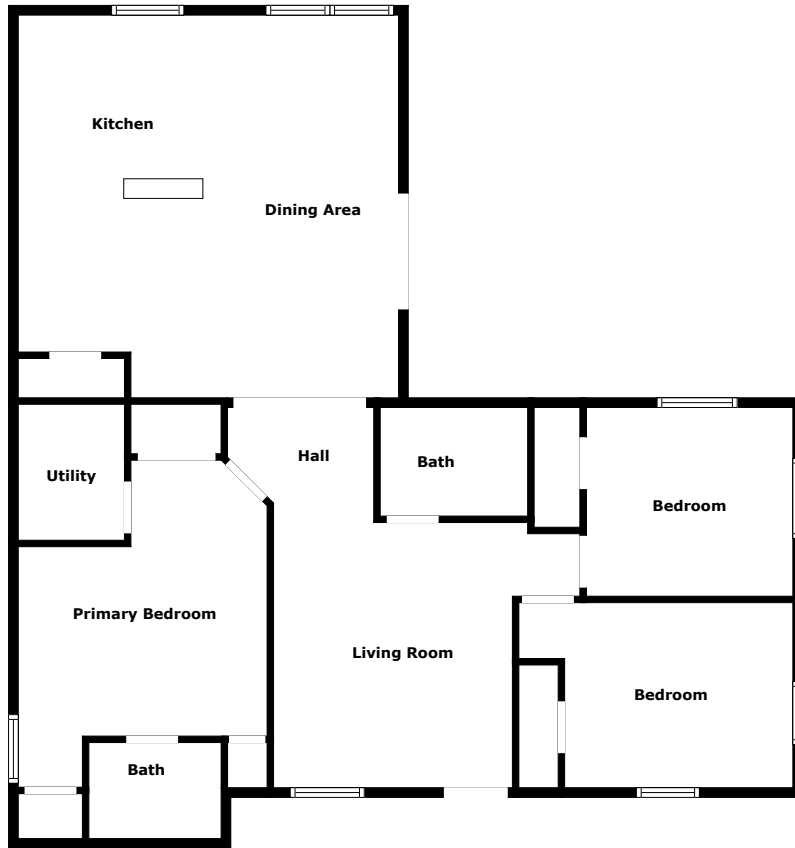 Kitchen
Dining Area
Hall
Bath
Utility
Bedroom
Primary Bedroom
Living Room
Bedroom
Bath